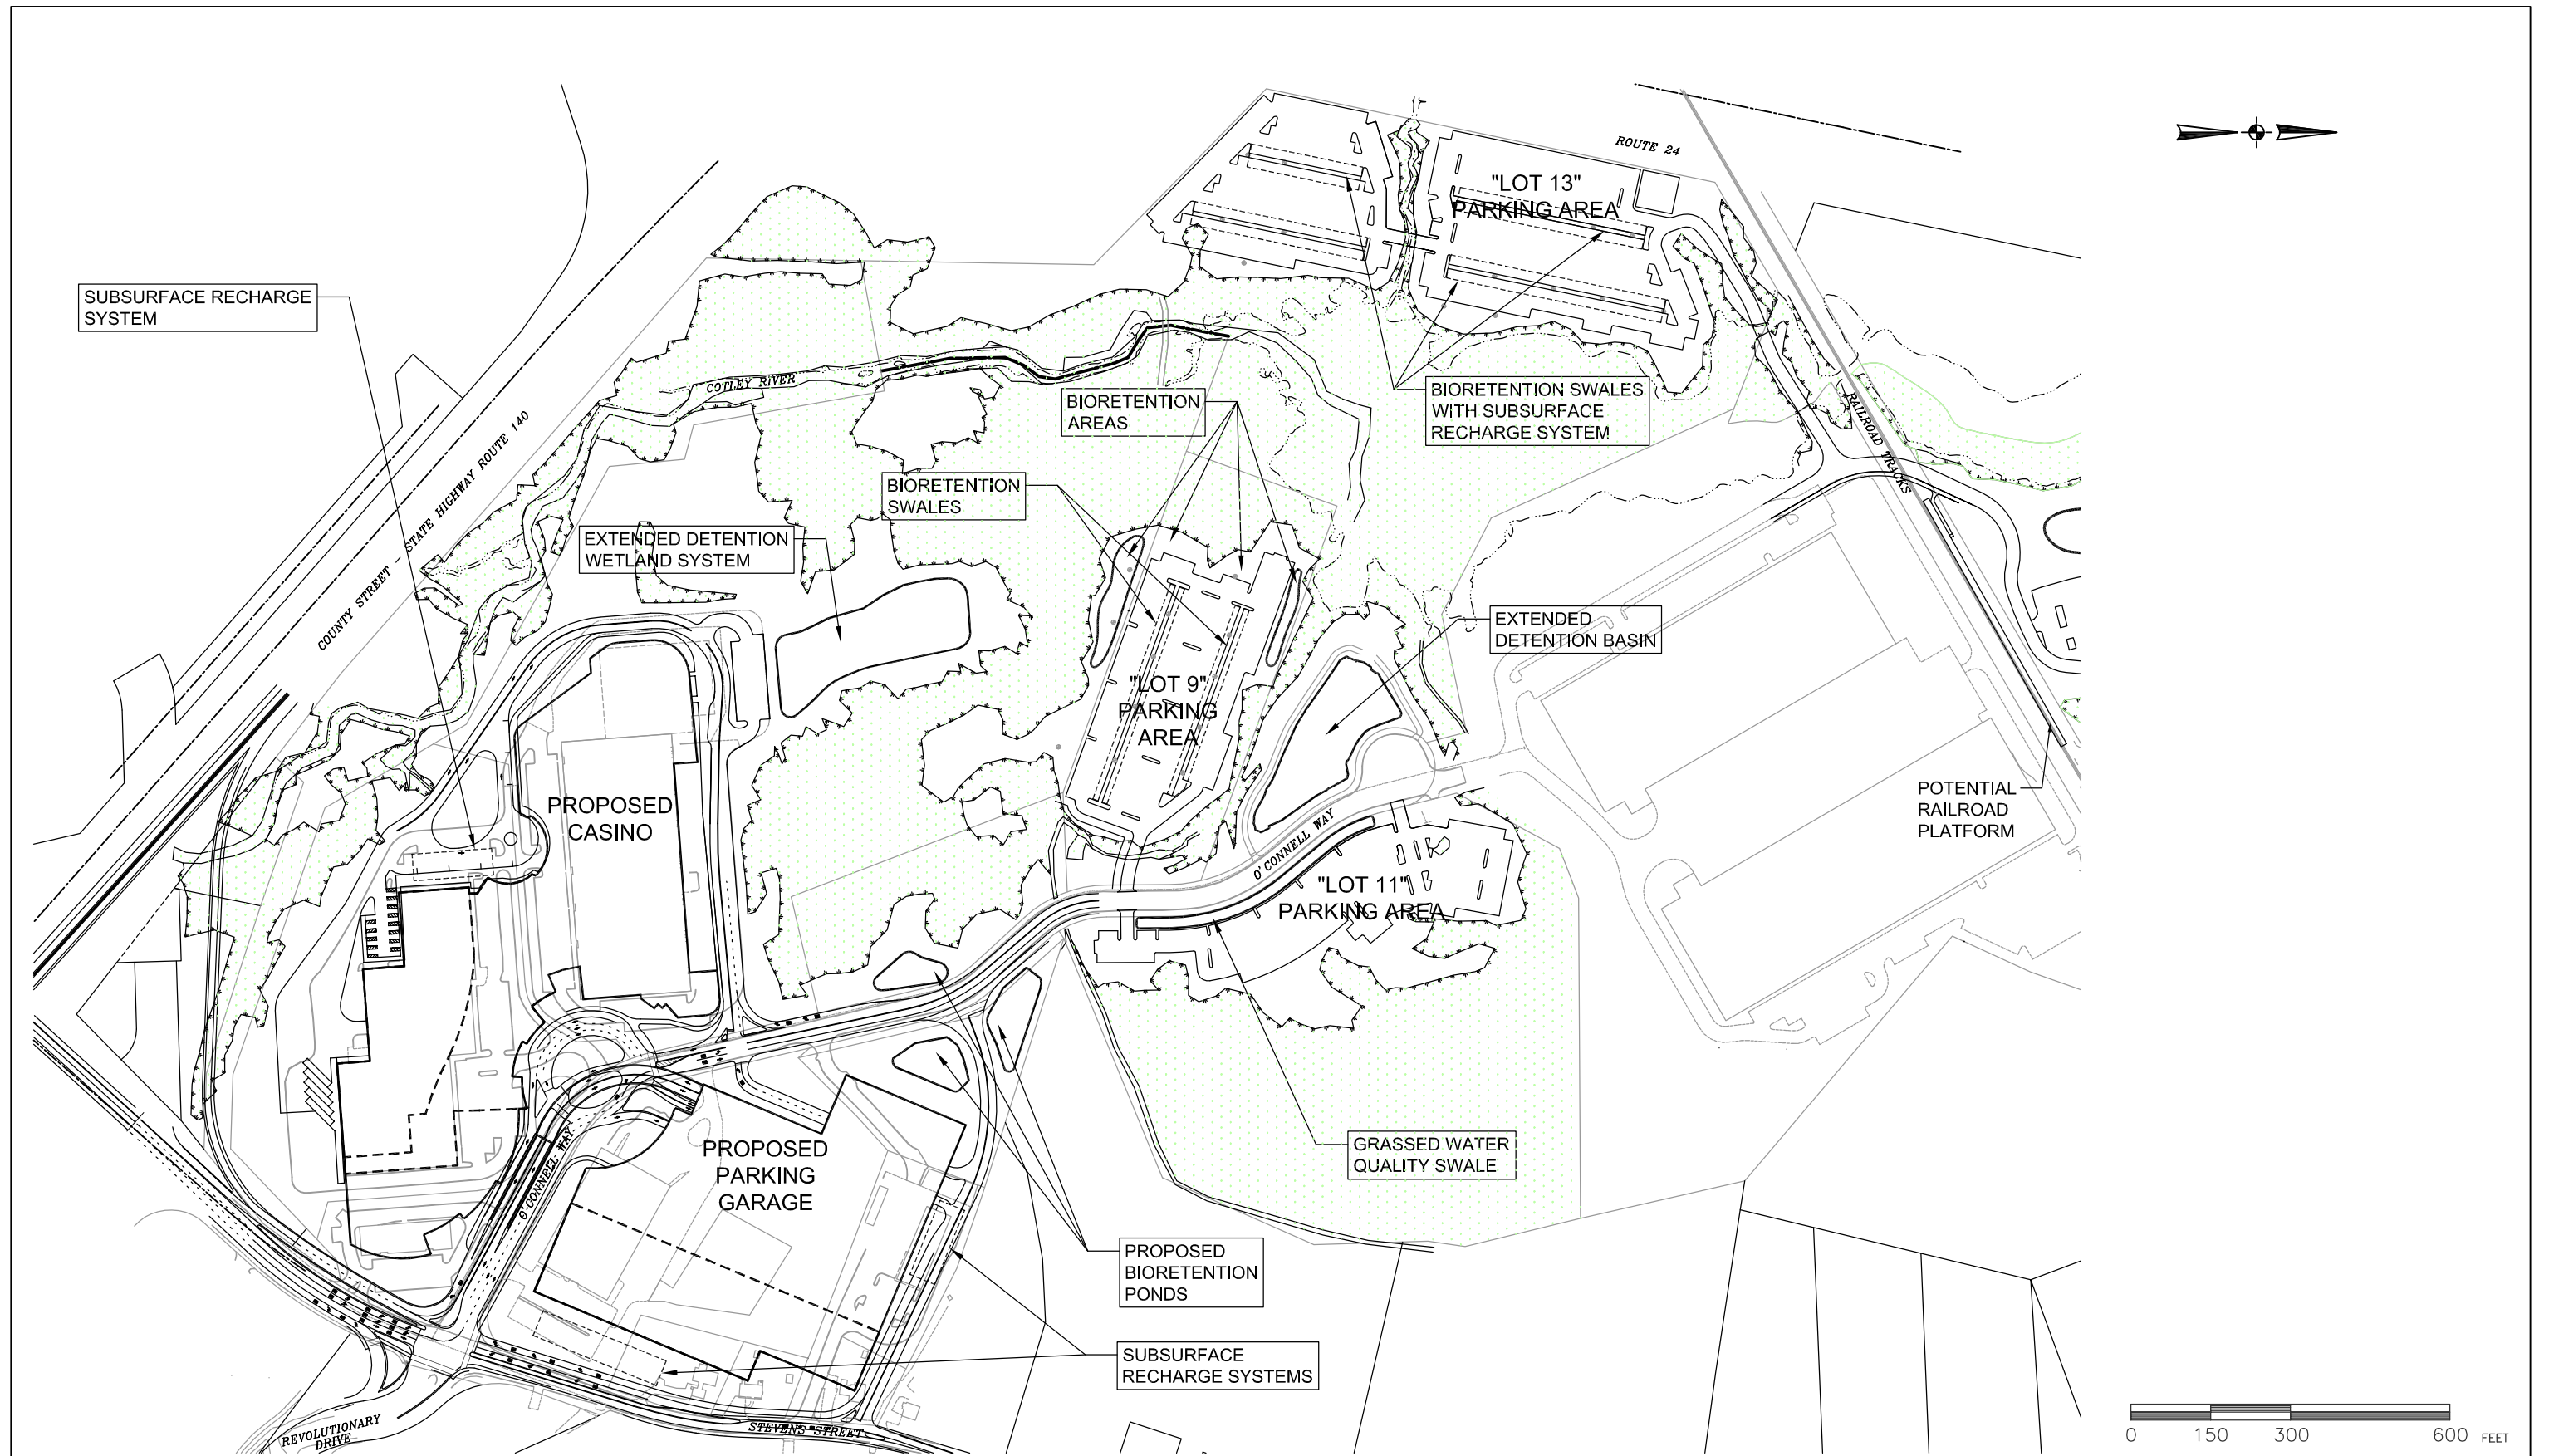 ROUTE 24
"LOT 13"
PARKING AREA
SUBSURFACE RECHARGE
SYSTEM
COTLEY RIVER
BIORETENTION
AREAS
BIORETENTION SWALES
WITH SUBSURFACE
RECHARGE SYSTEM
RAILROAD TRACKS
COUNTY STREET - STATE HIGHWAY ROUTE 140
BIORETENTION
SWALES
EXTENDED DETENTION
WETLAND SYSTEM
EXTENDED
DETENTION BASIN
"LOT 9"
PARKING
AREA
POTENTIAL
RAILROAD
PLATFORM
PROPOSED
CASINO
O'CONNELL WAY
"LOT 11"
PARKING AREA
GRASSED WATER
QUALITY SWALE
O'CONNELL WAY
PROPOSED
PARKING
GARAGE
PROPOSED
BIORETENTION
PONDS
SUBSURFACE
RECHARGE SYSTEMS
REVOLUTIONARY
DRIVE
STEVENS STREET
0 150 300 600 FEET